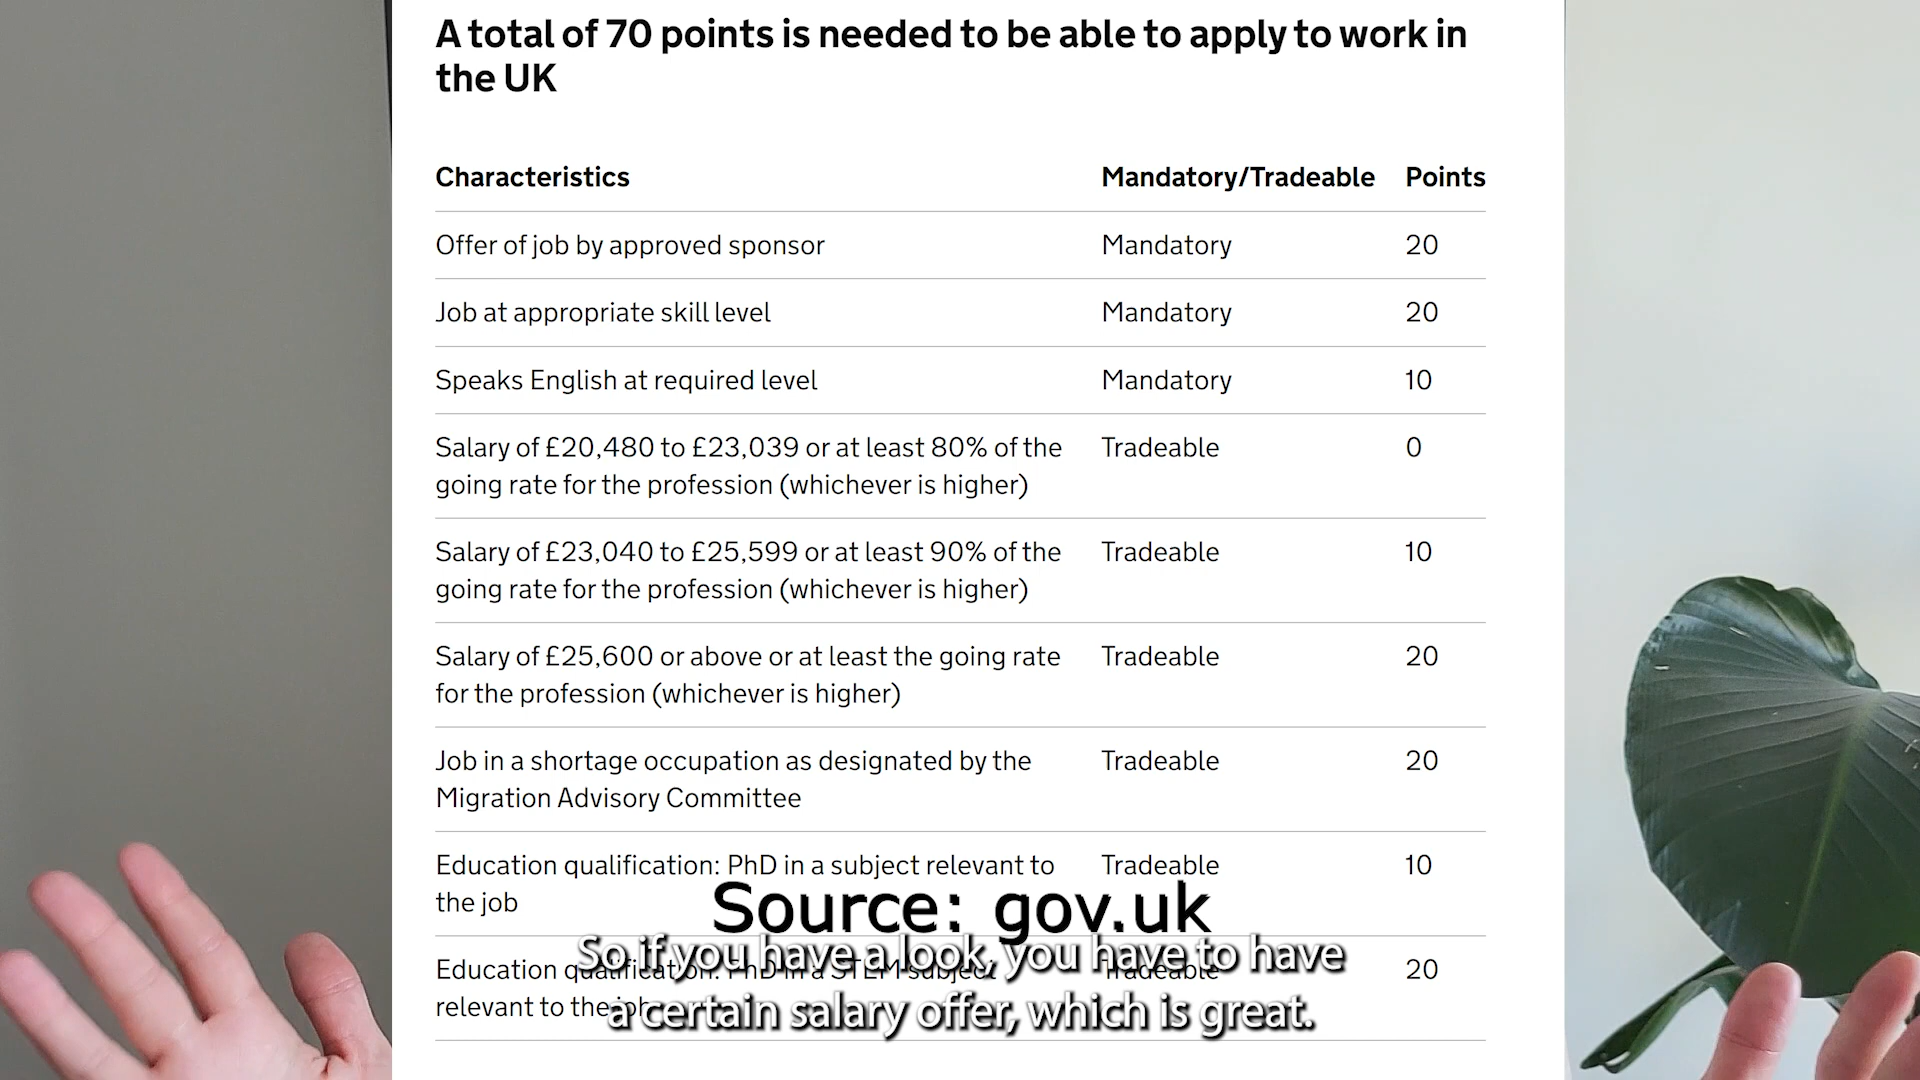 A total of 70 points is needed to be able to apply to work in
the UK
Characteristics Mandatory/Tradeable Points
Offer of job by approved sponsor Mandatory 20
Job at appropriate skill level Mandatory 20
Speaks English at required level Mandatory 10
Salary of £20,480 to £23,039 or at least 80% of the Tradeable 0
going rate for the profession (whichever is higher)
Salary of £23,040 to £25,599 or at least 90% of the Tradeable 10
going rate for the profession (whichever is higher)
Salary of £25,600 or above or at least the going rate Tradeable 20
for the profession (whichever is higher)
Job in a shortage occupation as designated by the Tradeable 20
Migration Advisory Committee
Education qualification: PhD in a subject relevant to Tradeable 10
the job
Source: gov.uk
Education qualification: PhD in a STEM subject Tradeable 20
relevant to the job
So if you have a look, you have to have
a certain salary offer, which is great.